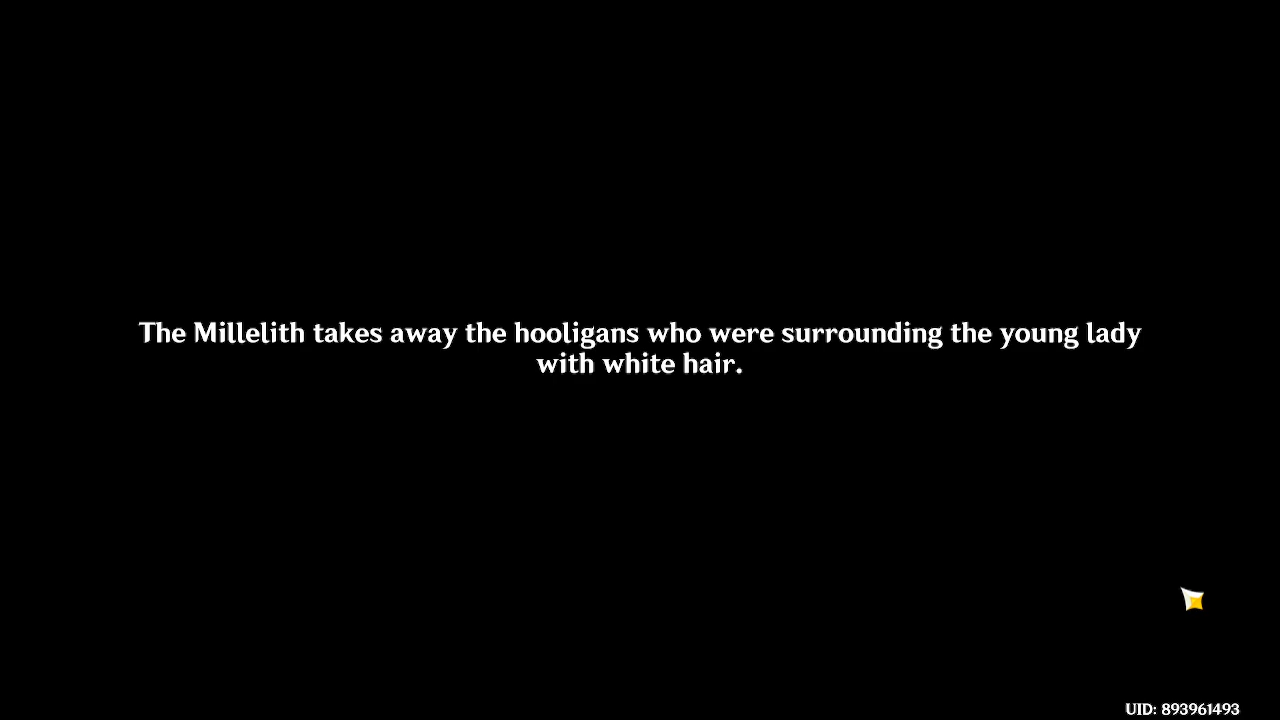 The Millelith takes away the hooligans who were surrounding the young lady
with white hair.
UID: 893961493